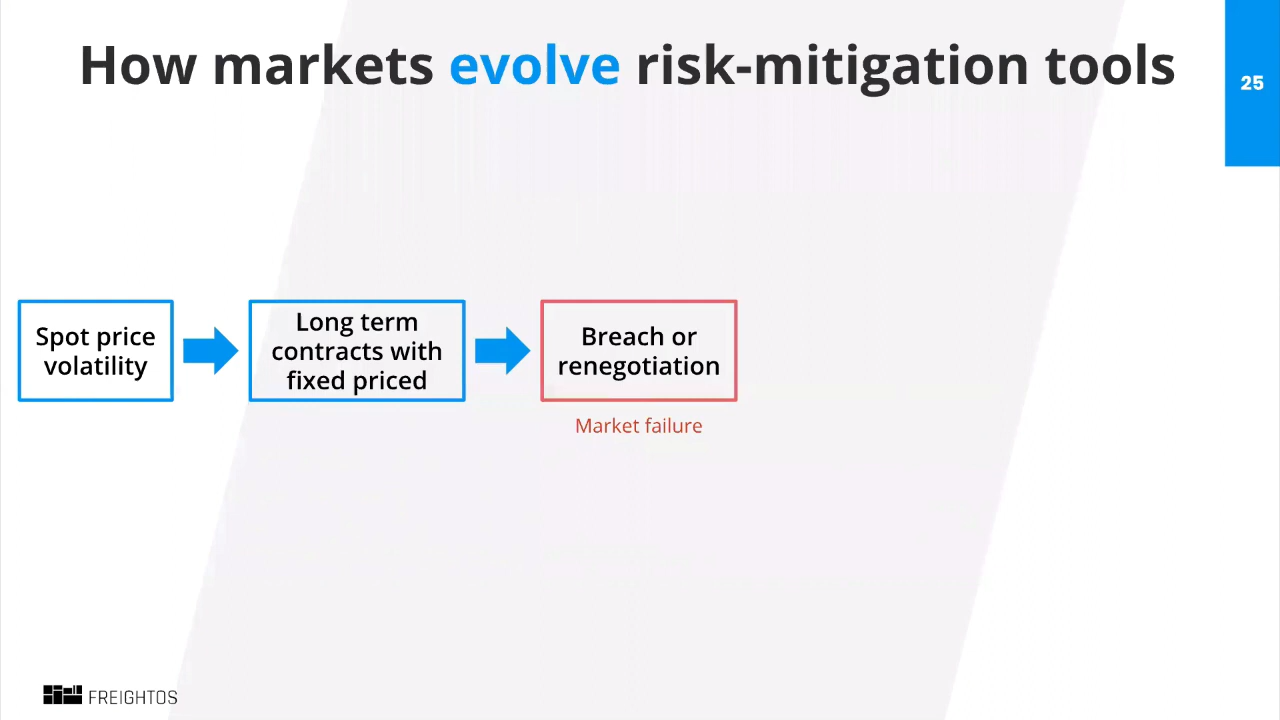 How markets evolve risk-mitigation tools
25
Spot price
volatility
Long term
contracts with
fixed priced
Breach or
renegotiation
Market failure
FREIGHTOS